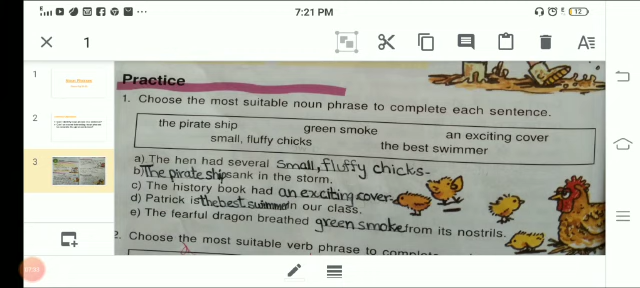 7:21 PM
12
1
1
2
3
Noun Phrases
Practice
1. Choose the most suitable noun phrase to complete each sentence.
the pirate ship green smoke an exciting cover
small, fluffy chicks the best swimmer
a) The hen had several small, fluffy chicks-
b) The pirate ship sank in the storm.
c) The history book had an exciting cover-
d) Patrick is the best swimmer in our class.
e) The fearful dragon breathed green smoke from its nostrils.
2. Choose the most suitable verb phrase to